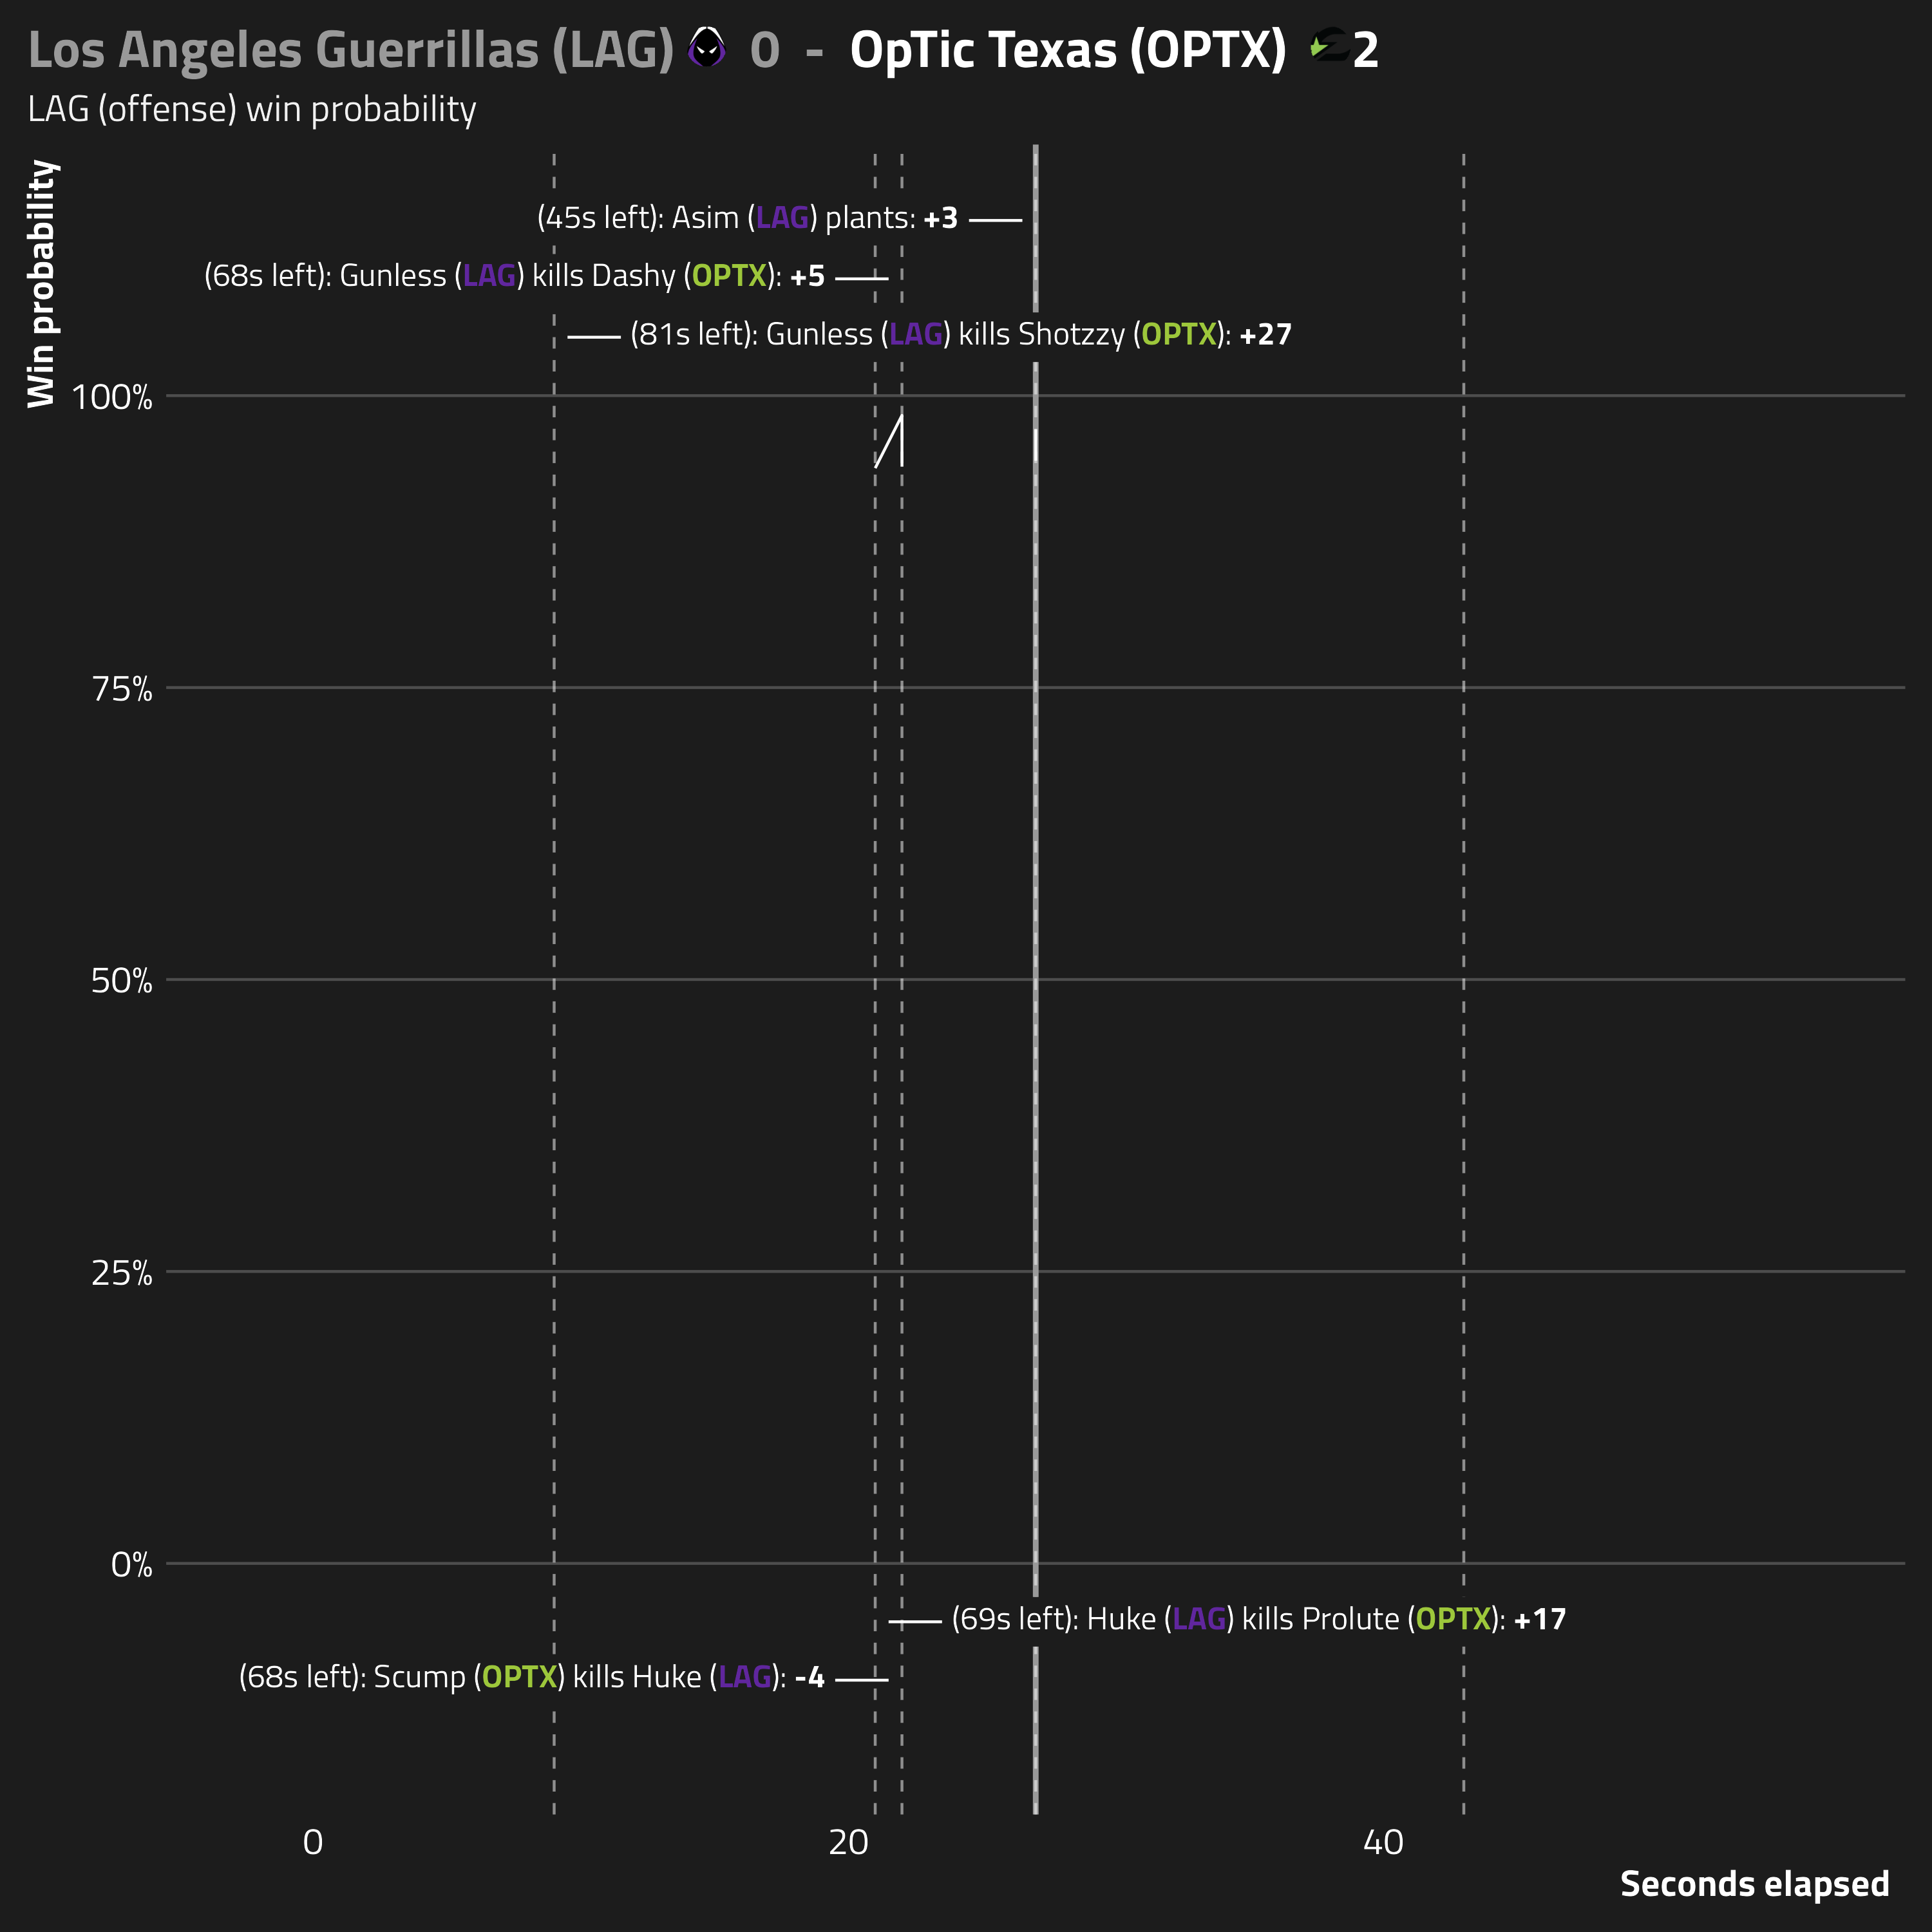 Los Angeles Guerrillas (LAG) 0 - OpTic Texas (OPTX) 2
LAG (offense) win probability
Win probability
(45s left): Asim (LAG) plants: +3
(68s left): Gunless (LAG) kills Dashy (OPTX): +5
(81s left): Gunless (LAG) kills Shotzzy (OPTX): +27
100%
75%
50%
25%
0%
(69s left): Huke (LAG) kills Prolute (OPTX): +17
(68s left): Scump (OPTX) kills Huke (LAG): -4
0 20 40
Seconds elapsed